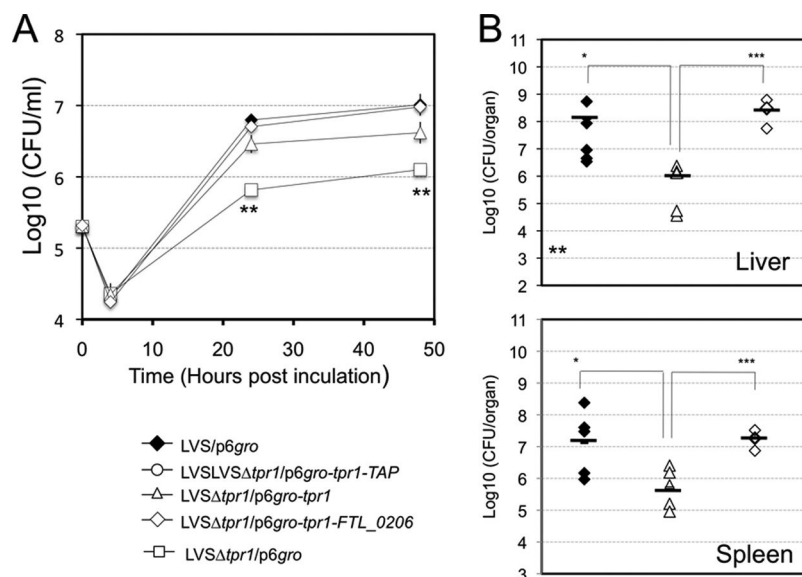 A
8
7
6
5
4
Log10 (CFU/ml)
**
**
0 10 20 30 40 50
Time (Hours post inoculation)
LVS/p6gro
LVSLVSΔtpr1/p6gro-tpr1-TAP
LVSΔtpr1/p6gro-tpr1
LVSΔtpr1/p6gro-tpr1-FTL_0206
LVSΔtpr1/p6gro
B
11
10
9
8
7
6
5
4
3
2
Log10 (CFU/organ)
* ***
**
Liver
11
10
9
8
7
6
5
4
3
Log10 (CFU/organ)
* ***
Spleen